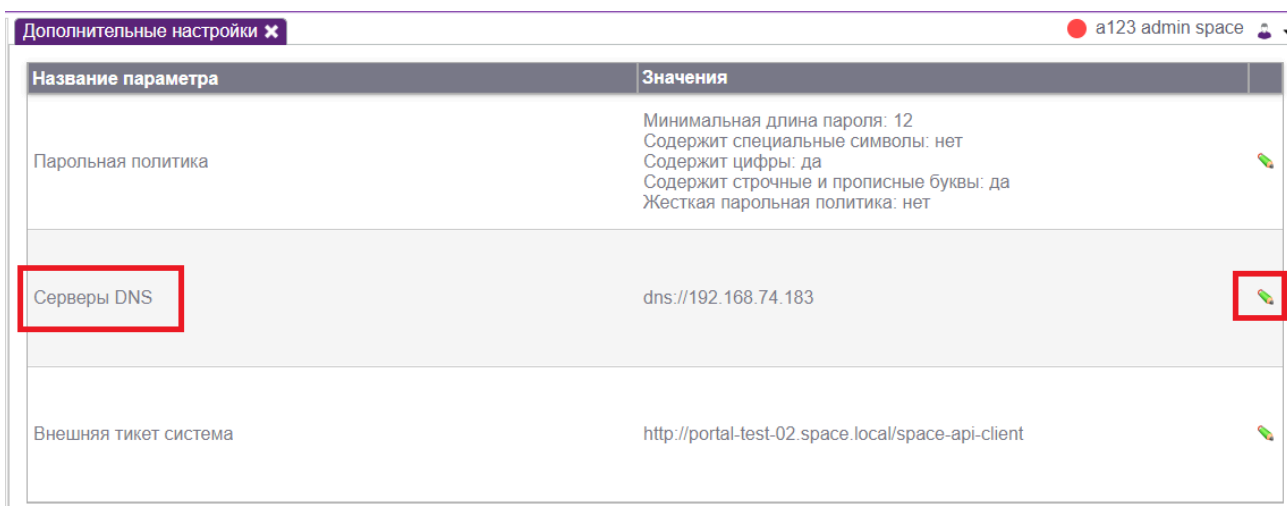 Дополнительные настройки
a123 admin space
Название параметра
Значения
Парольная политика
Минимальная длина пароля: 12
Содержит специальные символы: нет
Содержит цифры: да
Содержит строчные и прописные буквы: да
Жесткая парольная политика: нет
Серверы DNS
dns://192.168.74.183
Внешняя тикет система
http://portal-test-02.space.local/space-api-client